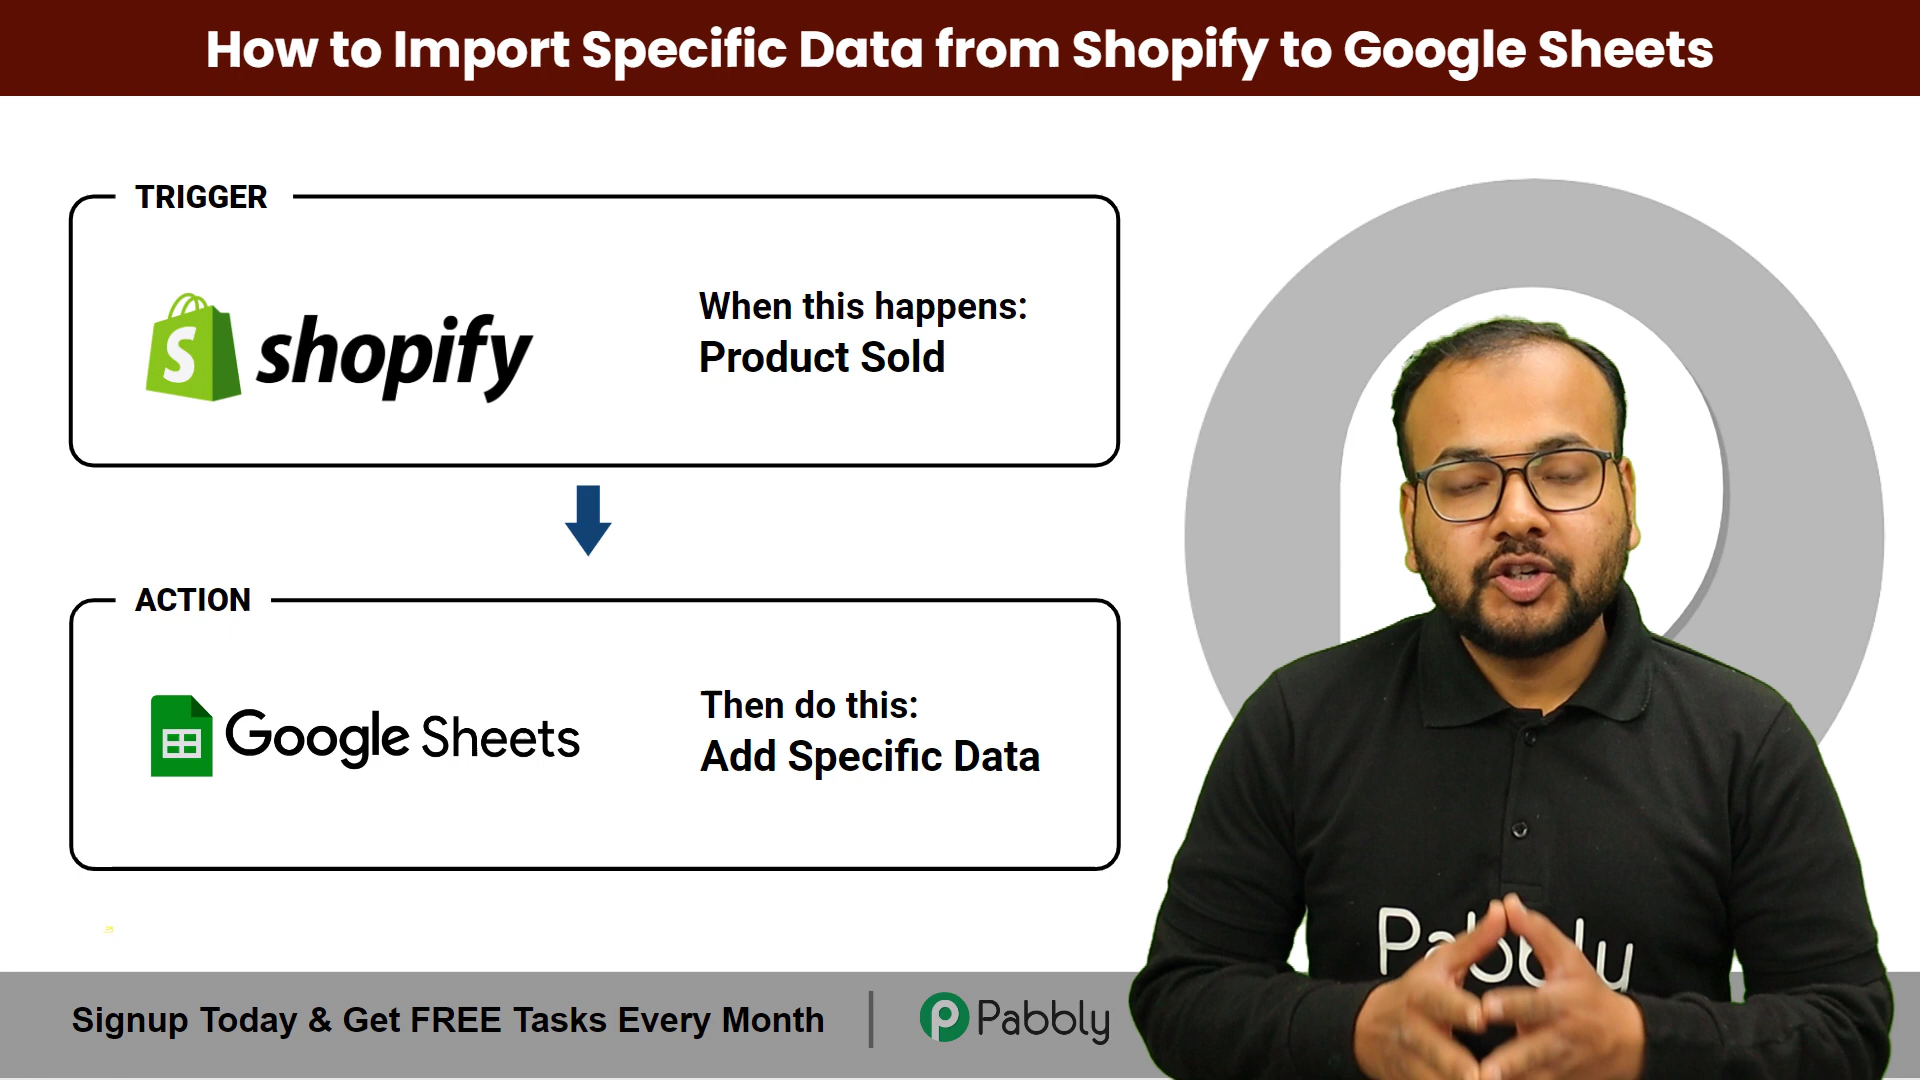 How to Import Specific Data from Shopify to Google Sheets
TRIGGER
shopify
When this happens:
Product Sold
ACTION
Google Sheets
Then do this:
Add Specific Data
Pabbly
Signup Today & Get FREE Tasks Every Month
Pabbly